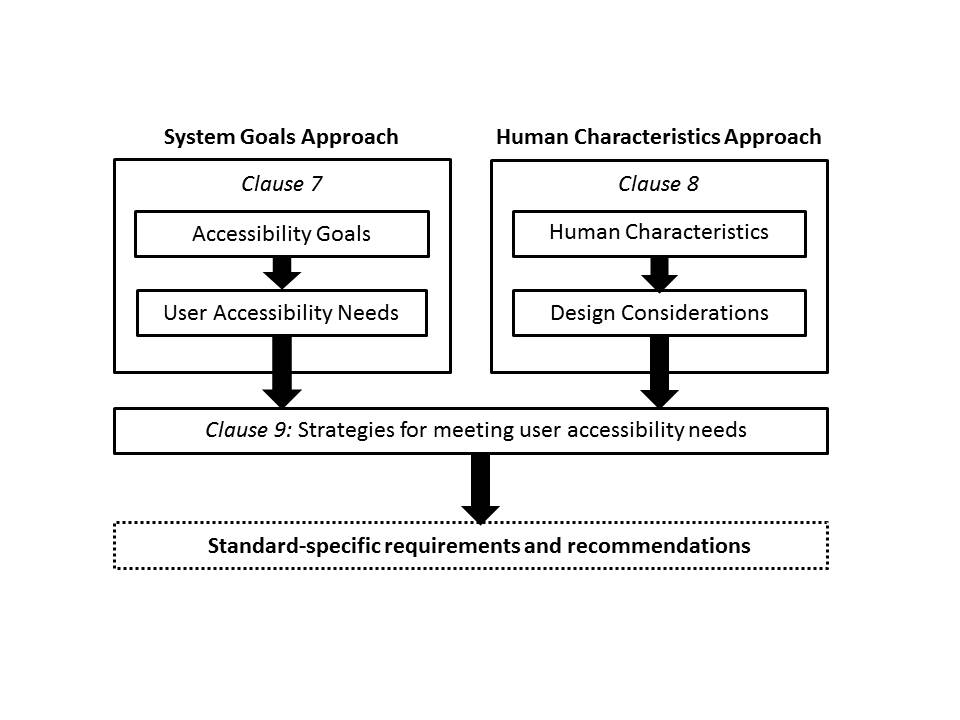 System Goals Approach
Clause 7
Accessibility Goals
User Accessibility Needs
Human Characteristics Approach
Clause 8
Human Characteristics
Design Considerations
Clause 9: Strategies for meeting user accessibility needs
Standard-specific requirements and recommendations